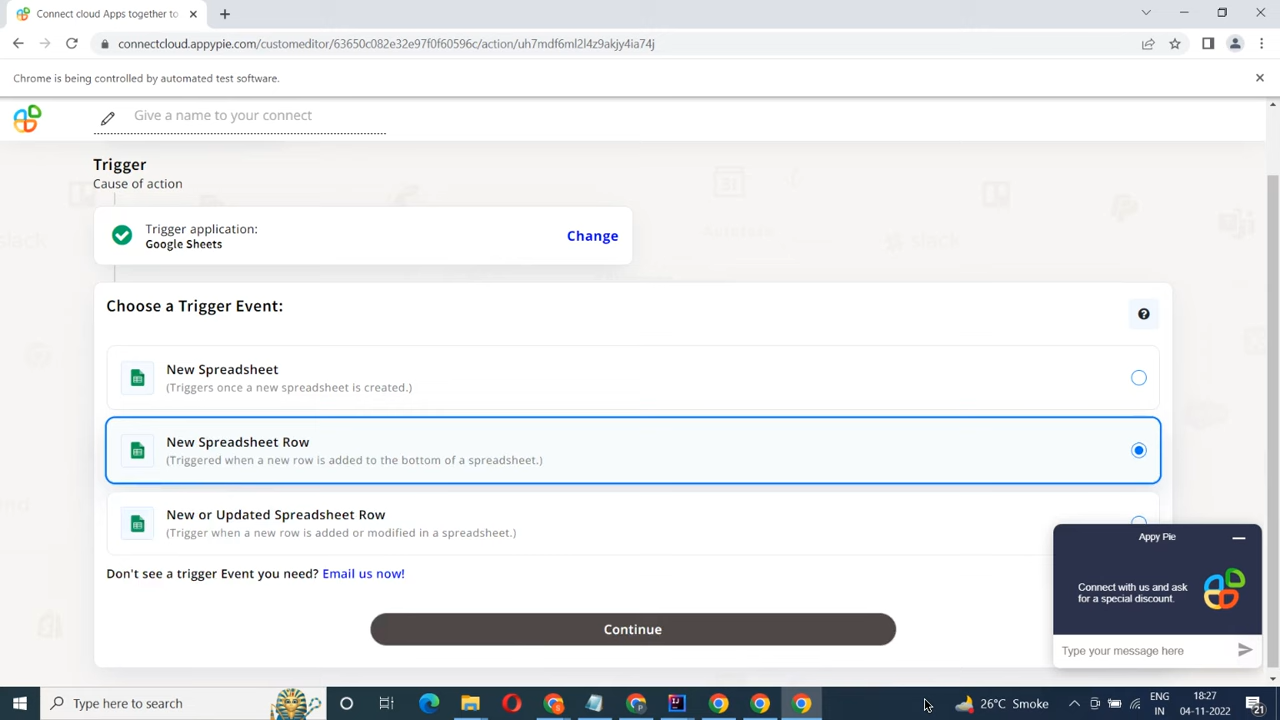 Connect cloud Apps together to
connectcloud.appypie.com/customeditor/63650c082e32e97f0f60596c/action/uh7mdf6ml2l4z9akjy4ia74j
Chrome is being controlled by automated test software.
Give a name to your connect
Trigger
Cause of action
Trigger application:
Google Sheets
Change
slack
Choose a Trigger Event:
New Spreadsheet
(Triggers once a new spreadsheet is created.)
New Spreadsheet Row
(Triggered when a new row is added to the bottom of a spreadsheet.)
New or Updated Spreadsheet Row
(Trigger when a new row is added or modified in a spreadsheet.)
Don't see a trigger Event you need? Email us now!
Continue
Appy Pie
Connect with us and ask
for a special discount.
Type your message here
Type here to search
26°C Smoke
ENG
IN
18:27
04-11-2022
21